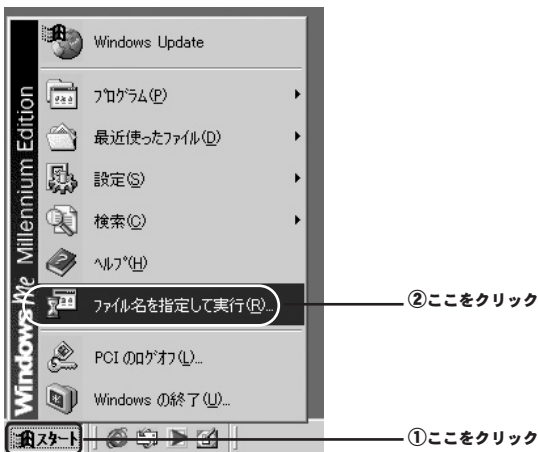 Windows Update
プログラム(P)
最近使ったファイル(D)
設定(S)
検索(C)
ヘルプ(H)
ファイル名を指定して実行(R)...
②ここをクリック
PCI のログオフ(L)...
Windows の終了(U)...
Windows Me Millennium Edition
スタート
①ここをクリック